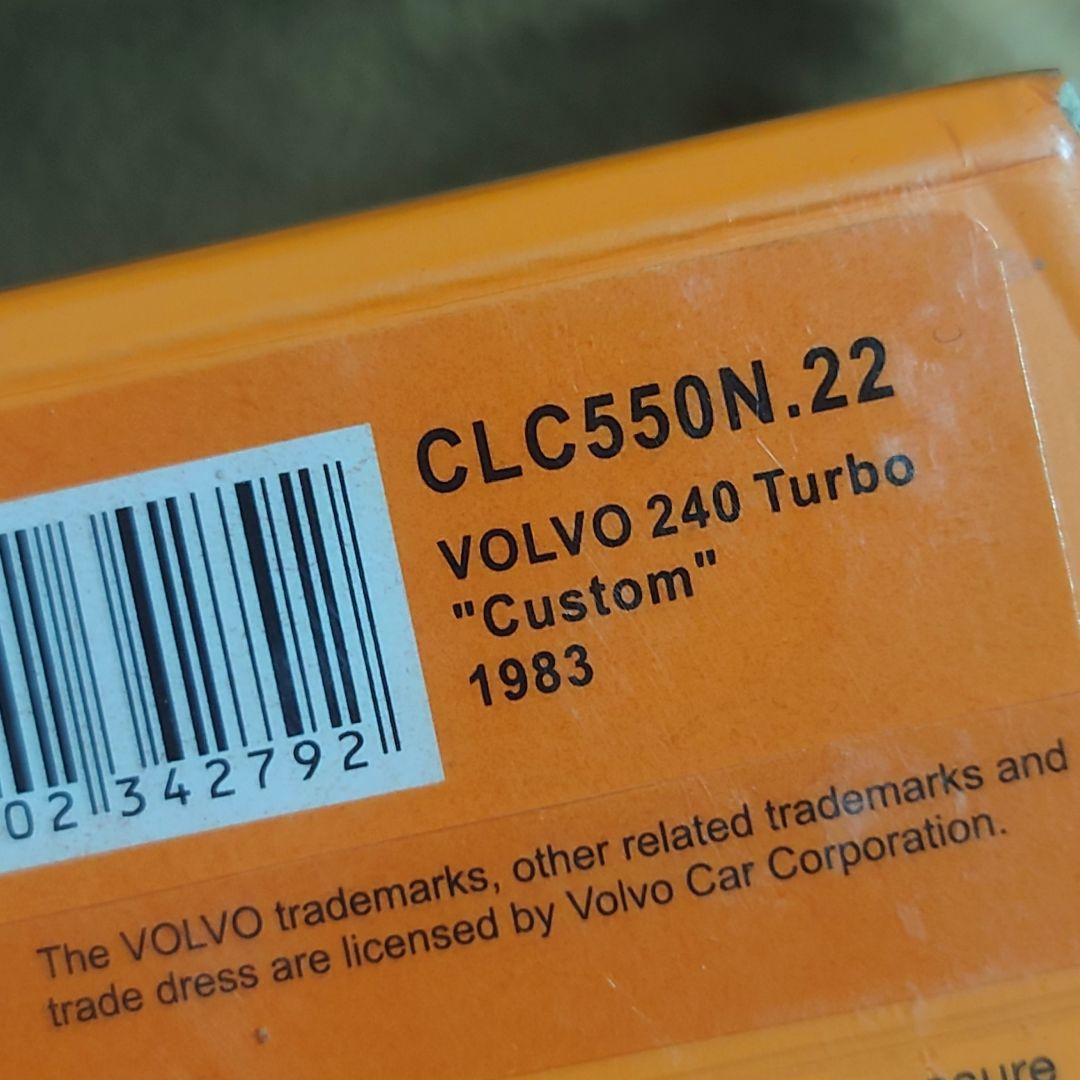 CLC550N.22
VOLVO 240 Turbo
"Custom"
1983
02 342792
The VOLVO trademarks, other related trademarks and
trade dress are licensed by Volvo Car Corporation.